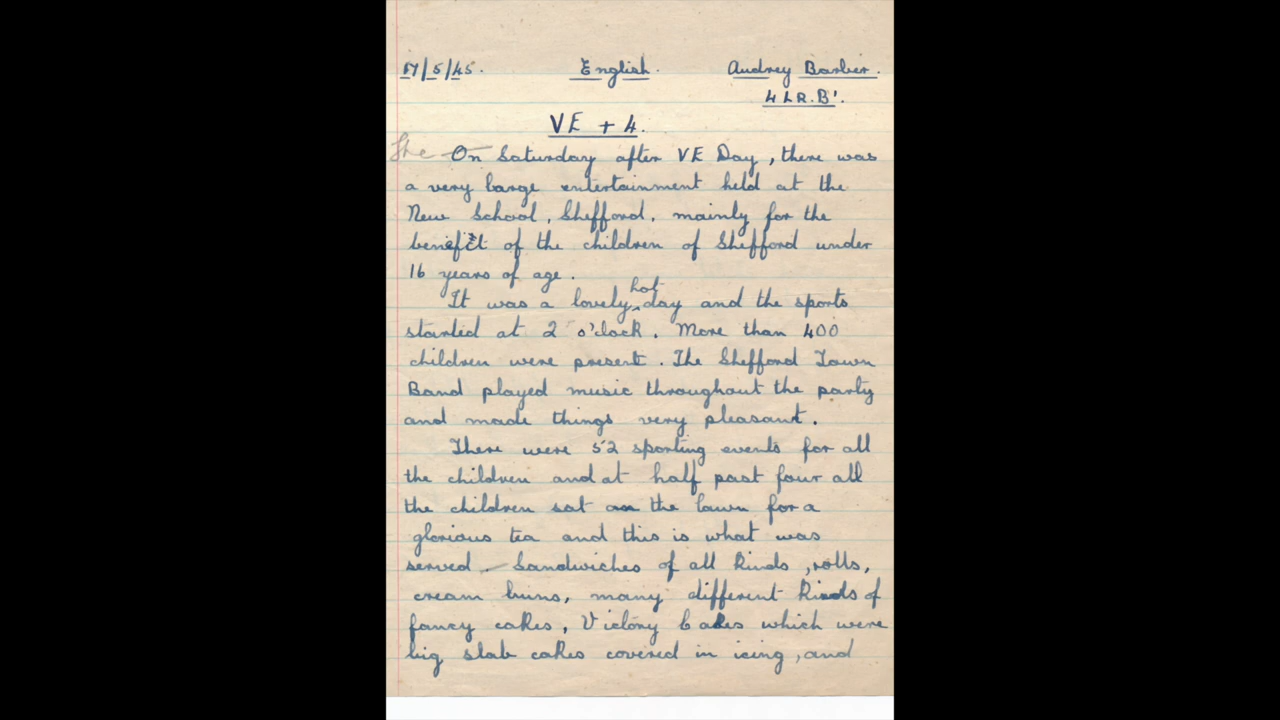 17/5/45. English. Audrey Barber.
4 L R. B'.
VE + 4.
The On Saturday after VE Day, there was
a very large entertainment held at the
New School, Shefford, mainly for the
benefit of the children of Shefford under
16 years of age.
It was a lovely hot day and the sports
started at 2 o'clock. More than 400
children were present. The Shefford Town
Band played music throughout the party
and made things very pleasant.
There were 52 sporting events for all
the children and at half past four all
the children sat on the lawn for a
glorious tea and this is what was
served — Sandwiches of all kinds, rolls,
cream buns, many different kinds of
fancy cakes, Victory Cakes which were
big slab cakes covered in icing, and